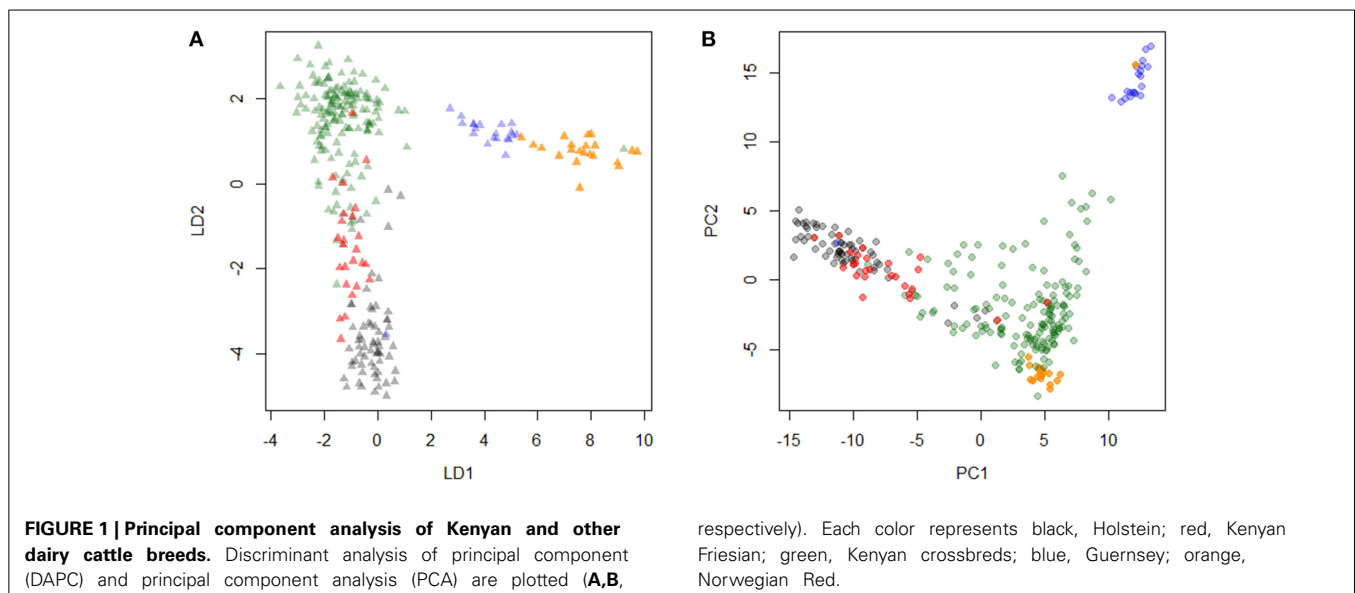 A
2
0
-2
-4
LD2
-4
-2
0
2
4
6
8
10
LD1
B
15
10
5
0
-5
PC2
-15
-10
-5
0
5
10
PC1
FIGURE 1 | Principal component analysis of Kenyan and other
dairy cattle breeds. Discriminant analysis of principal component
(DAPC) and principal component analysis (PCA) are plotted (A,B,
respectively). Each color represents black, Holstein; red, Kenyan
Friesian; green, Kenyan crossbreds; blue, Guernsey; orange,
Norwegian Red.